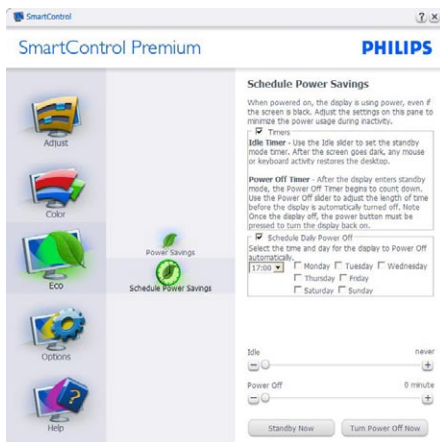 SmartControl
SmartControl Premium
PHILIPS
Adjust
Color
Eco
Options
Help
Power Savings
Schedule Power Savings
Schedule Power Savings
When powered on, the display is using power, even if
the screen is black. Adjust the settings on this pane to
minimize the power usage during inactivity.
Timers
Idle Timer - Use the Idle slider to set the standby
mode timer. After the screen goes dark, any mouse
or keyboard activity restores the desktop.
Power Off Timer - After the display enters standby
mode, the Power Off Timer begins to count down.
Use the Power Off slider to adjust the length of time
before the display is automatically turned off. Note
Once the display off, the power button must be
pressed to turn the display back on.
Schedule Daily Power Off
Select the time and day for the display to Power Off
automatically.
17:00 Monday Tuesday Wednesday
Thursday Friday
Saturday Sunday
Idle never
Power Off 0 minute
Standby Now Turn Power Off Now